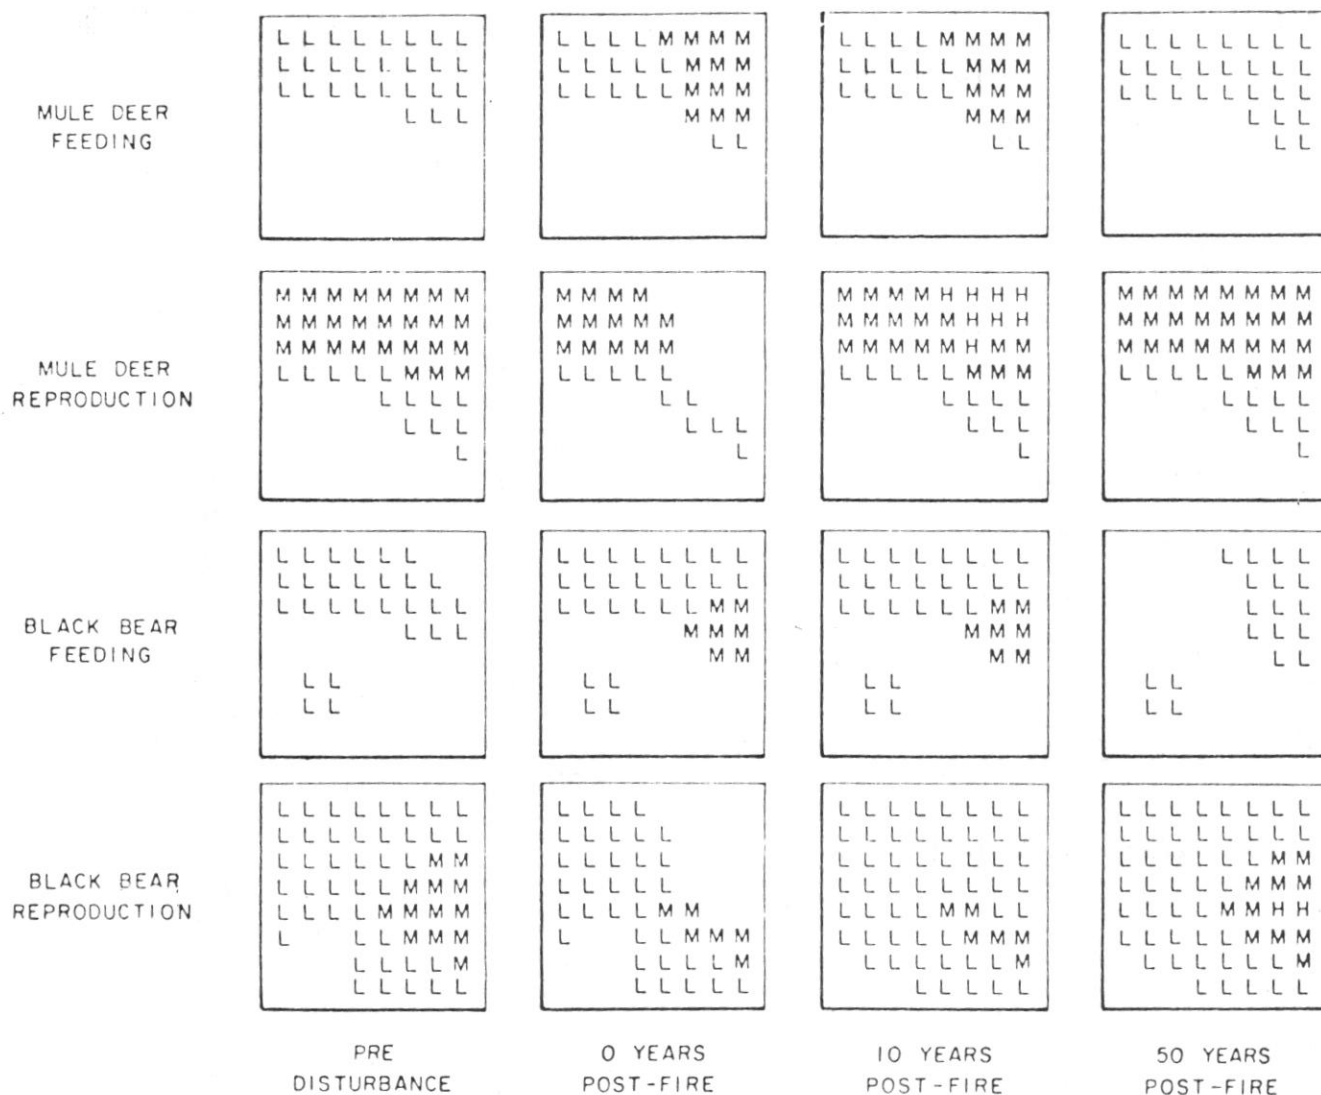 MULE DEER
FEEDING
L L L L L L L L
L L L L L L L L
L L L L L L L L
L L L
L L L L M M M M
L L L L L M M M
L L L L L M M M
M M M
L L
L L L L M M M M
L L L L L M M M
L L L L L M M M
M M M
L L
L L L L L L L L
L L L L L L L L
L L L L L L L L
L L L
L L
MULE DEER
REPRODUCTION
M M M M M M M M
M M M M M M M M
M M M M M M M M
L L L L L M M M
L L L L
L L L
L
M M M M
M M M M M
M M M M M
L L L L L
L L
L L L
L
M M M M H H H H
M M M M M H H H
M M M M M H M M
L L L L L M M M
L L L L
L L L
L
M M M M M M M M
M M M M M M M M
M M M M M M M M
L L L L L M M M
L L L L
L L L
L
BLACK BEAR
FEEDING
L L L L L L
L L L L L L L
L L L L L L L L
L L L
L L
L L
L L L L L L L L
L L L L L L L L
L L L L L L M M
M M M
M M
L L
L L
L L L L L L L L
L L L L L L L L
L L L L L L M M
M M M
M M
L L
L L
L L L L
L L L
L L L
L L L
L L
L L
L L
BLACK BEAR
REPRODUCTION
L L L L L L L L
L L L L L L L L
L L L L L L M M
L L L L L M M M
L L L L M M M M
L L L M M M
L L L L M
L L L L L
L L L L
L L L L L
L L L L L
L L L L L
L L L L M M
L L L M M M
L L L L M
L L L L L
L L L L L L L L
L L L L L L L L
L L L L L L L L
L L L L L L L L
L L L L M M L L
L L L L L M M M
L L L L L L M
L L L L L
L L L L L L L L
L L L L L L L L
L L L L L L M M
L L L L L M M M
L L L L M M H H
L L L L L M M M
L L L L L L M
L L L L L
PRE
DISTURBANCE
0 YEARS
POST-FIRE
10 YEARS
POST-FIRE
50 YEARS
POST-FIRE